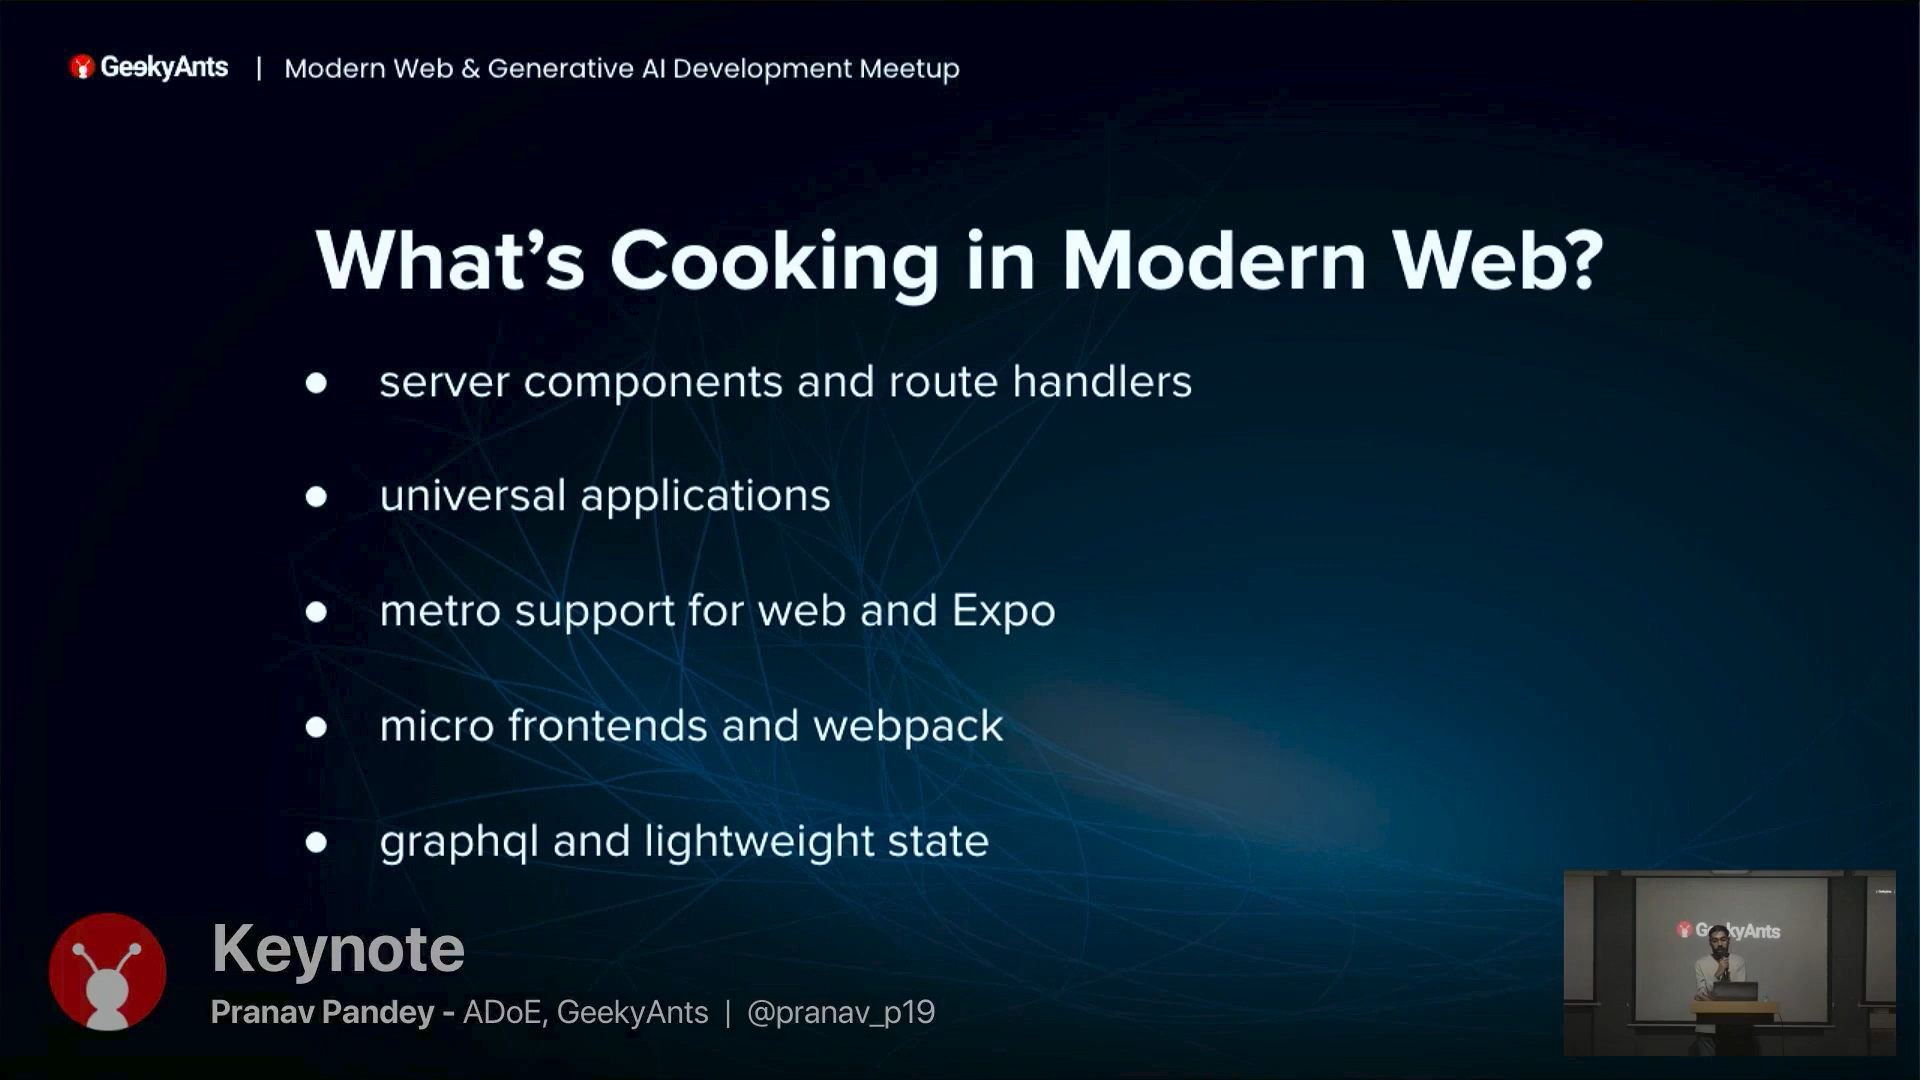 GeekyAnts | Modern Web & Generative AI Development Meetup
What's Cooking in Modern Web?
● server components and route handlers
● universal applications
● metro support for web and Expo
● micro frontends and webpack
● graphql and lightweight state
Keynote
Pranav Pandey - ADoE, GeekyAnts | @pranav_p19